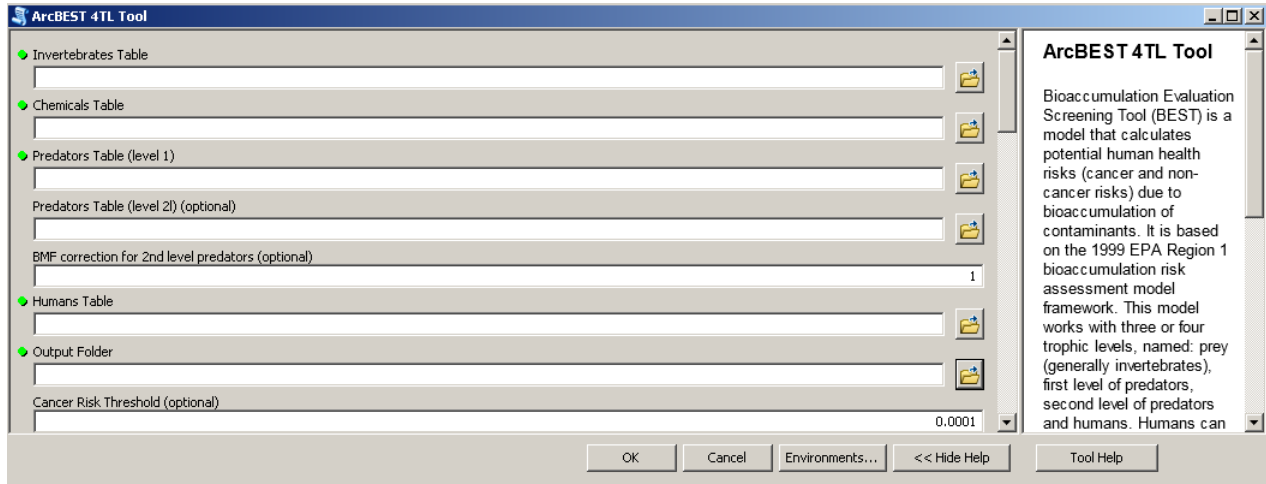 ArcBEST 4TL Tool
Invertebrates Table
Chemicals Table
Predators Table (level 1)
Predators Table (level 2l) (optional)
BMF correction for 2nd level predators (optional)
1
Humans Table
Output Folder
Cancer Risk Threshold (optional)
0.0001
ArcBEST 4TL Tool
Bioaccumulation Evaluation
Screening Tool (BEST) is a
model that calculates
potential human health
risks (cancer and non-
cancer risks) due to
bioaccumulation of
contaminants. It is based
on the 1999 EPA Region 1
bioaccumulation risk
assessment model
framework. This model
works with three or four
trophic levels, named: prey
(generally invertebrates),
first level of predators,
second level of predators
and humans. Humans can
OK
Cancel
Environments...
<< Hide Help
Tool Help